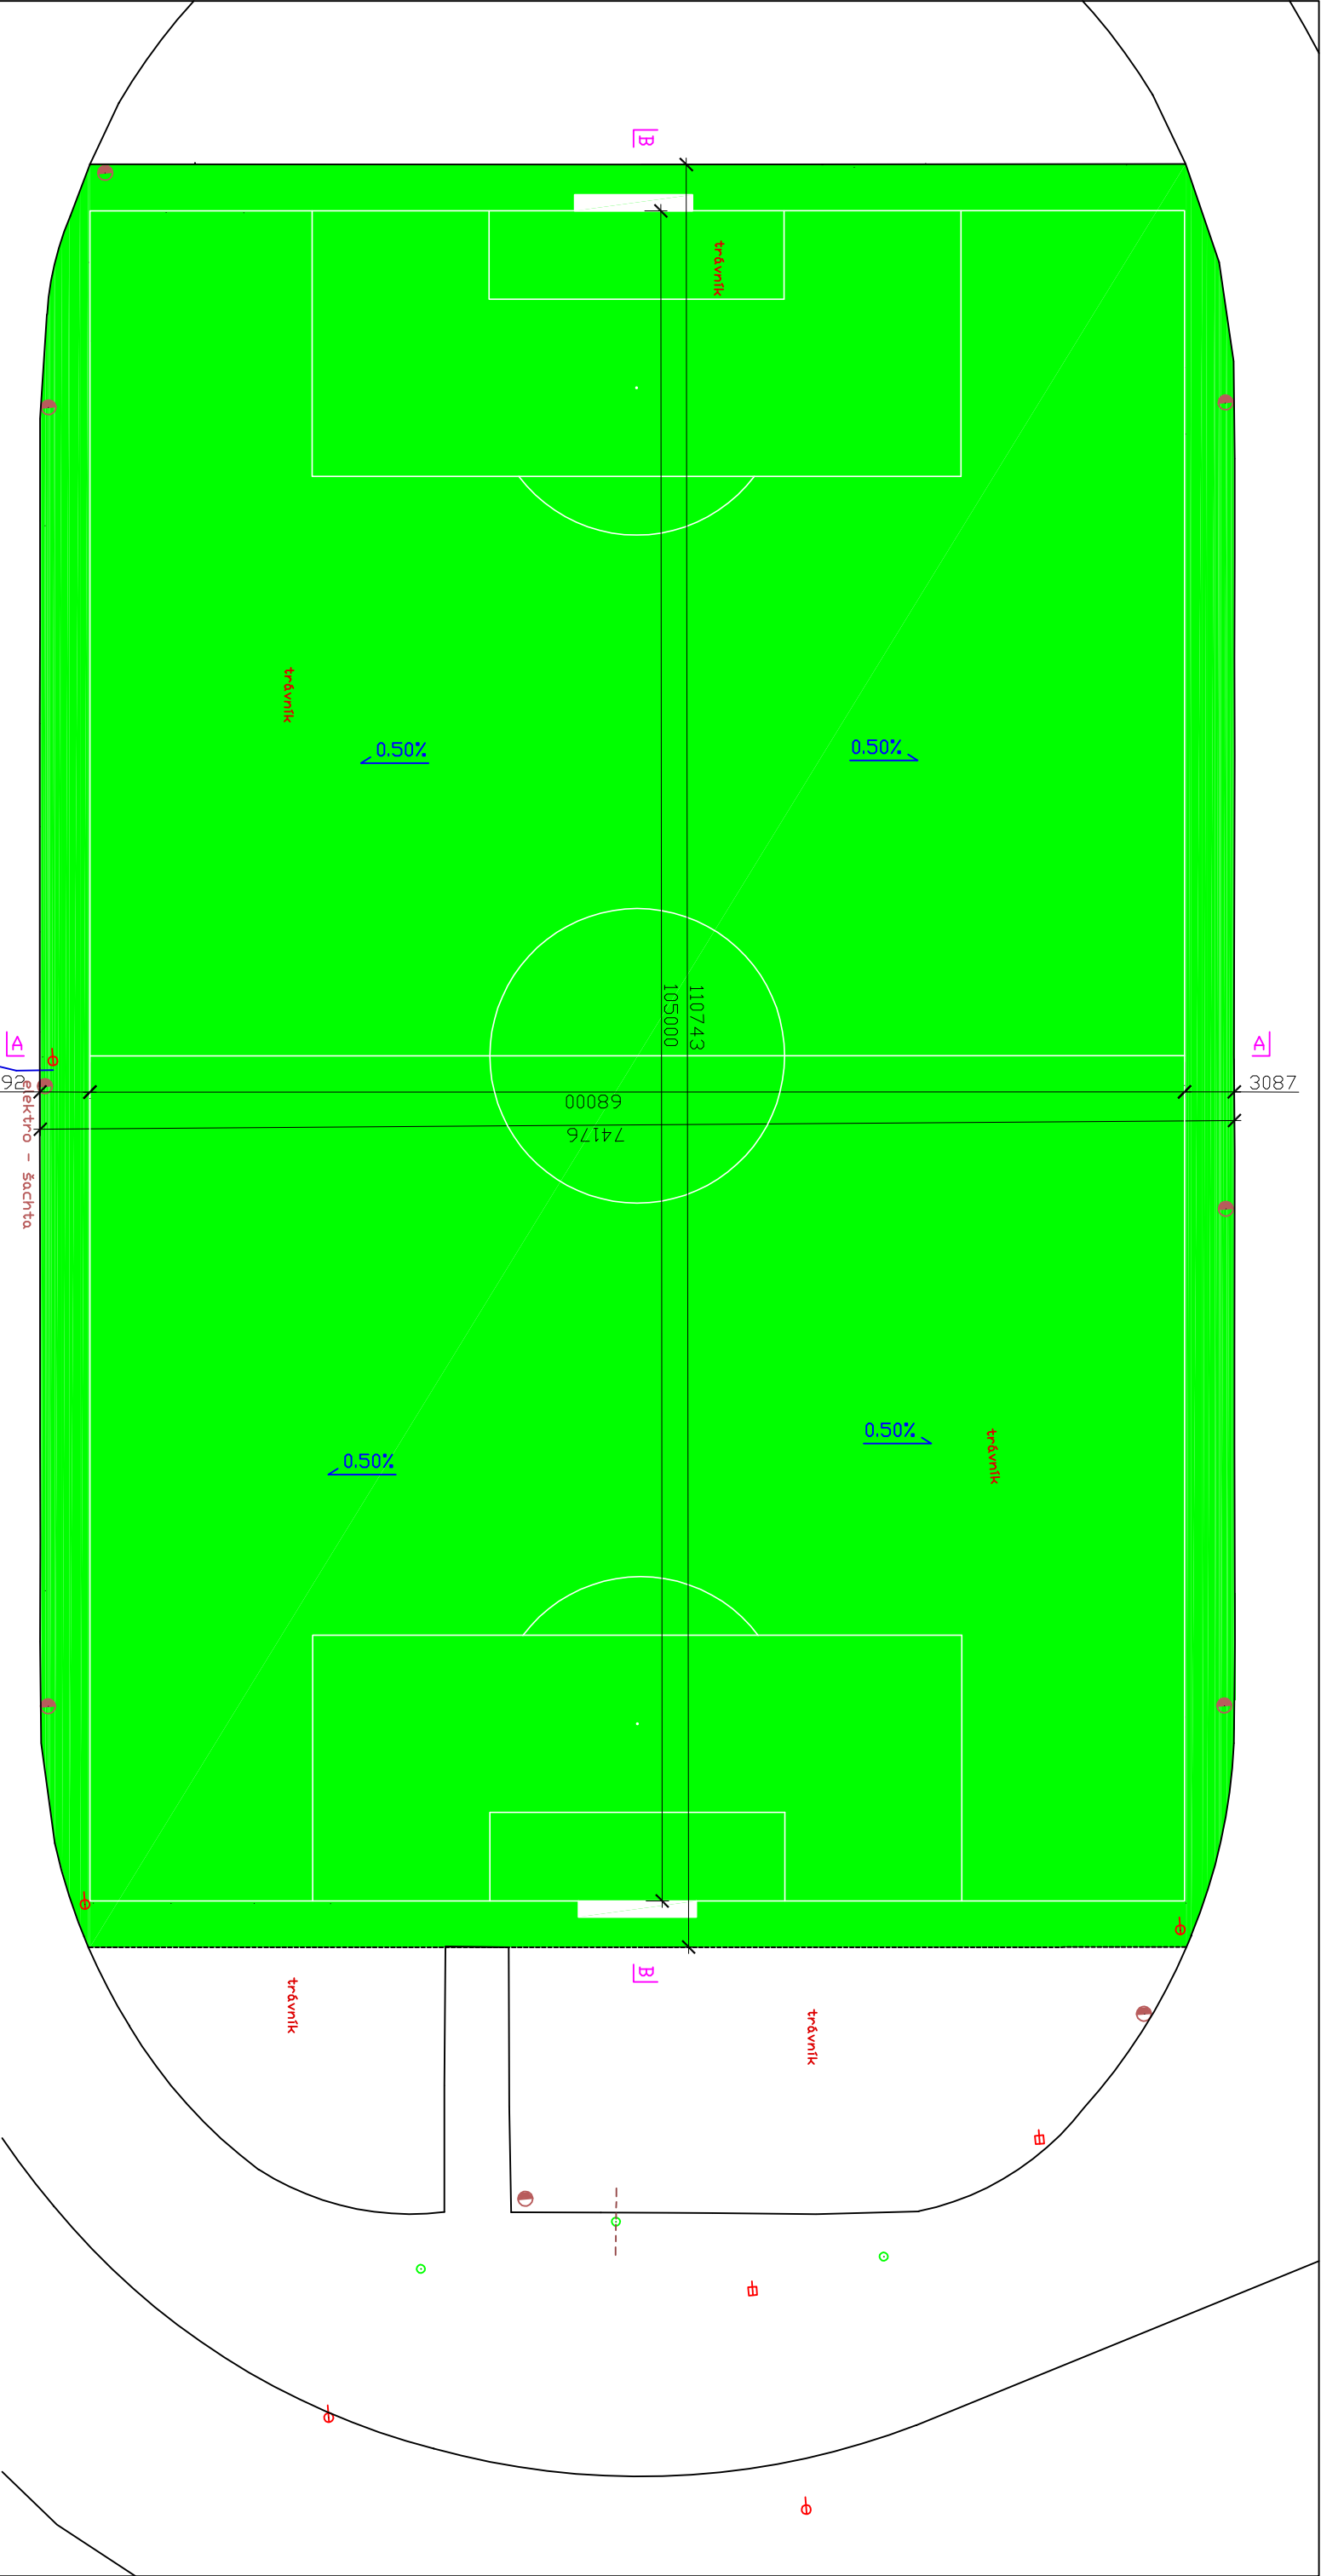 B
trávník
trávník
0.50%
0.50%
110743
105000
A
A
92
3087
68000
74176
elektro - šachta
0.50%
trávník
0.50%
B
trávník
trávník